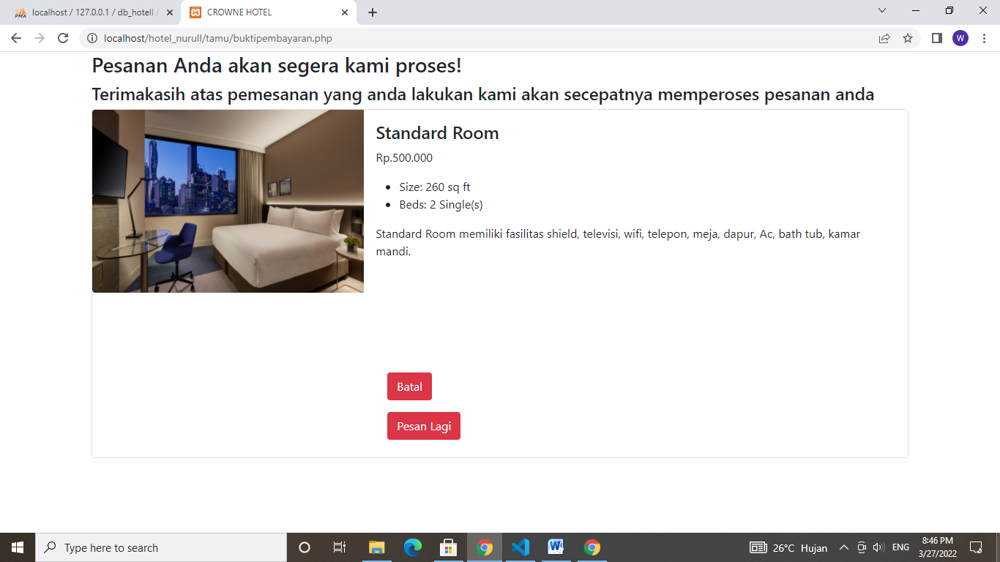 PMA
localhost / 127.0.0.1 / db_hotell /
CROWNE HOTEL
localhost/hotel_nurull/tamu/buktipembayaran.php
W
Pesanan Anda akan segera kami proses!
Terimakasih atas pemesanan yang anda lakukan kami akan secepatnya memperoses pesanan anda
Standard Room
Rp.500.000
• Size: 260 sq ft
• Beds: 2 Single(s)
Standard Room memiliki fasilitas shield, televisi, wifi, telepon, meja, dapur, Ac, bath tub, kamar
mandi.
Batal
Pesan Lagi
Type here to search
W
26°C Hujan
ENG
8:46 PM
3/27/2022